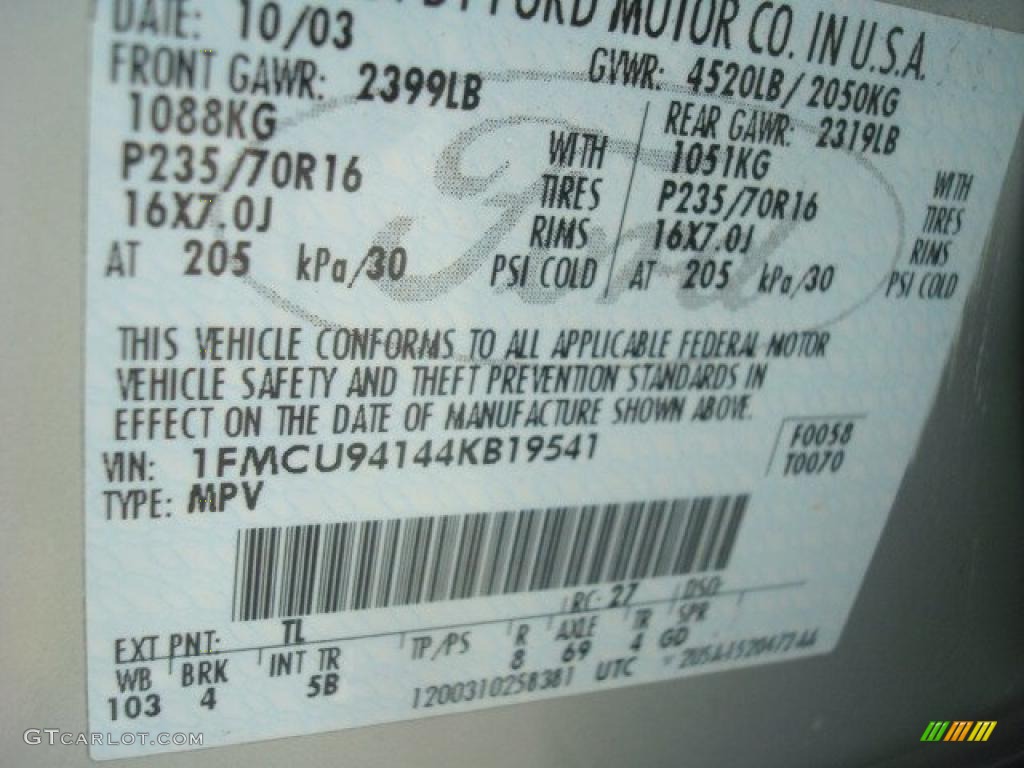 FORD MOTOR CO. IN U.S.A.
DATE: 10/03
GVWR: 4520LB/2050KG
FRONT GAWR: 2399LB
REAR GAWR: 2319LB
1088KG WITH
1051KG WITH
P235/70R16 TIRES
P235/70R16 TIRES
16X7.0J RIMS
16X7.0J RIMS
AT 205 kPa/30 PSI COLD
AT 205 kPa/30 PSI COLD
Ford
THIS VEHICLE CONFORMS TO ALL APPLICABLE FEDERAL MOTOR
VEHICLE SAFETY AND THEFT PREVENTION STANDARDS IN
EFFECT ON THE DATE OF MANUFACTURE SHOWN ABOVE.
VIN: 1FMCU94144KB19541
F0058
TYPE: MPV
T0070
EXT PNT: TL RC: 27 DSO:
WB BRK INT TR TP/PS R AXLE TR SPR
103 4 5B 8 69 4 GD
1200310258381 UTC
GTCARLOT.COM